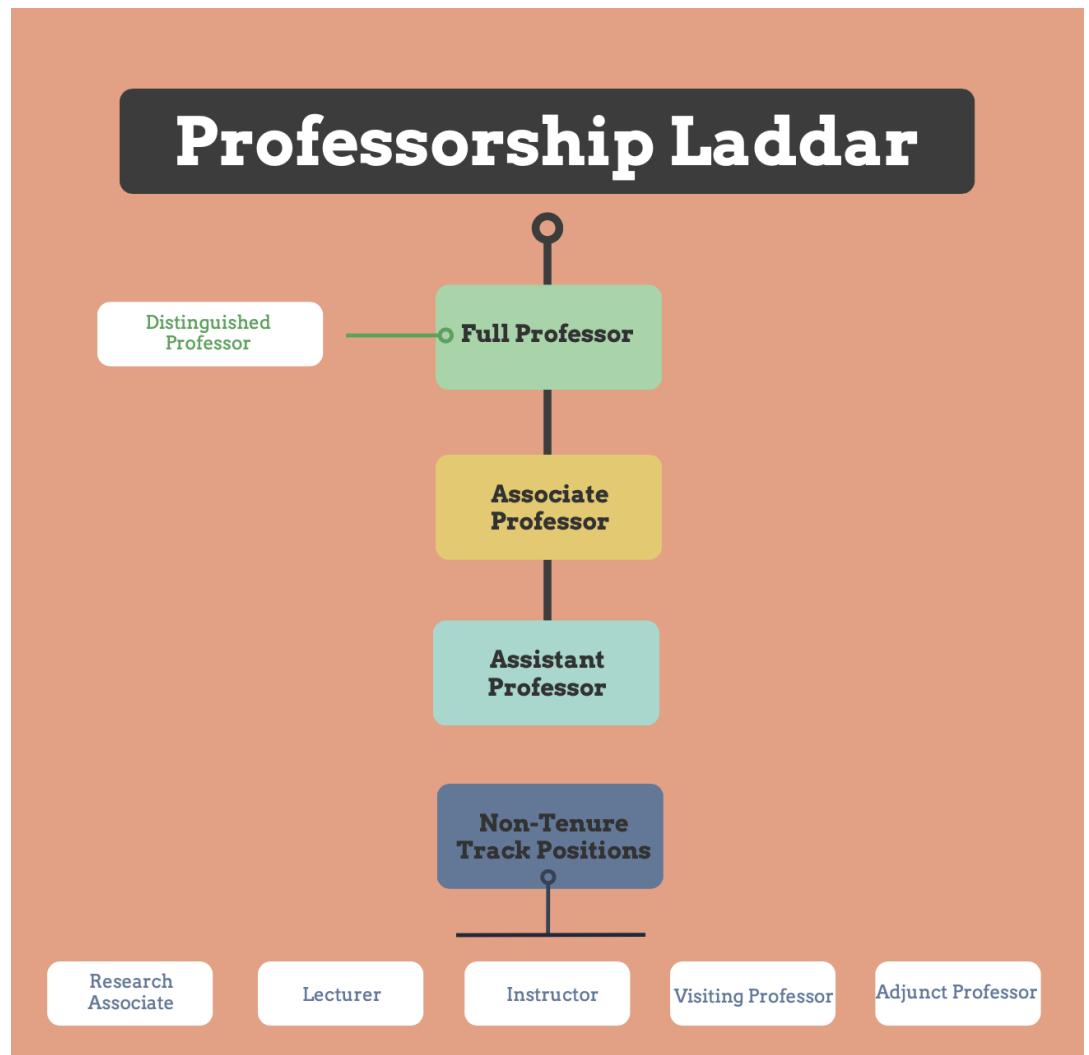 Professorship Laddar
Distinguished
Professor
Full Professor
Associate
Professor
Assistant
Professor
Non-Tenure
Track Positions
Research
Associate
Lecturer
Instructor
Visiting Professor
Adjunct Professor